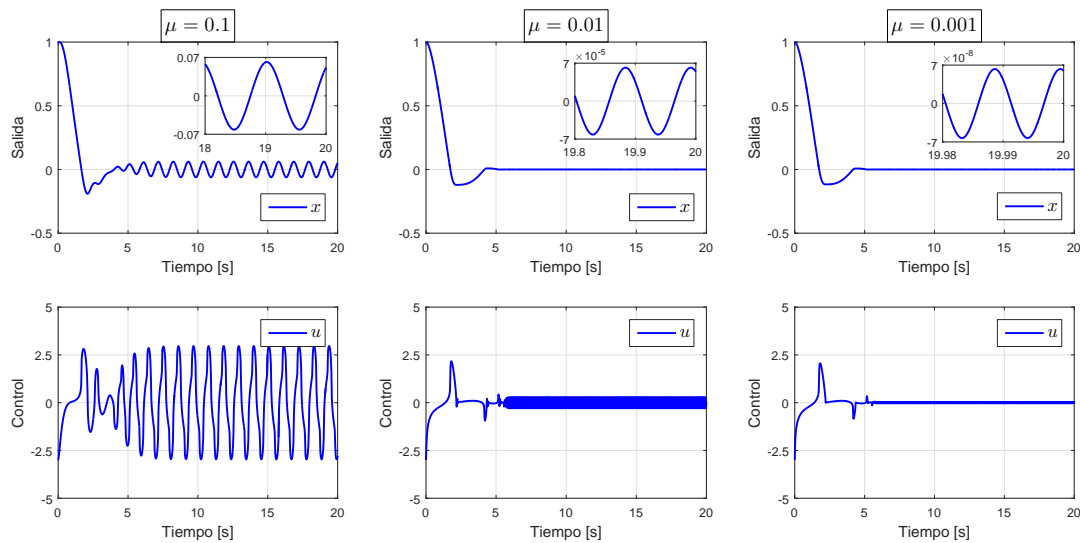 μ = 0.1
Salida
1
0.5
0
-0.5
0 5 10 15 20
Tiempo [s]
0.07
0
-0.07
18 19 20
x
μ = 0.01
Salida
1
0.5
0
-0.5
0 5 10 15 20
Tiempo [s]
×10⁻⁵
7
0
-7
19.8 19.9 20
x
μ = 0.001
Salida
1
0.5
0
-0.5
0 5 10 15 20
Tiempo [s]
×10⁻⁸
7
0
-7
19.98 19.99 20
x
Control
5
2.5
0
-2.5
-5
0 5 10 15 20
Tiempo [s]
u
Control
5
2.5
0
-2.5
-5
0 5 10 15 20
Tiempo [s]
u
Control
5
2.5
0
-2.5
-5
0 5 10 15 20
Tiempo [s]
u